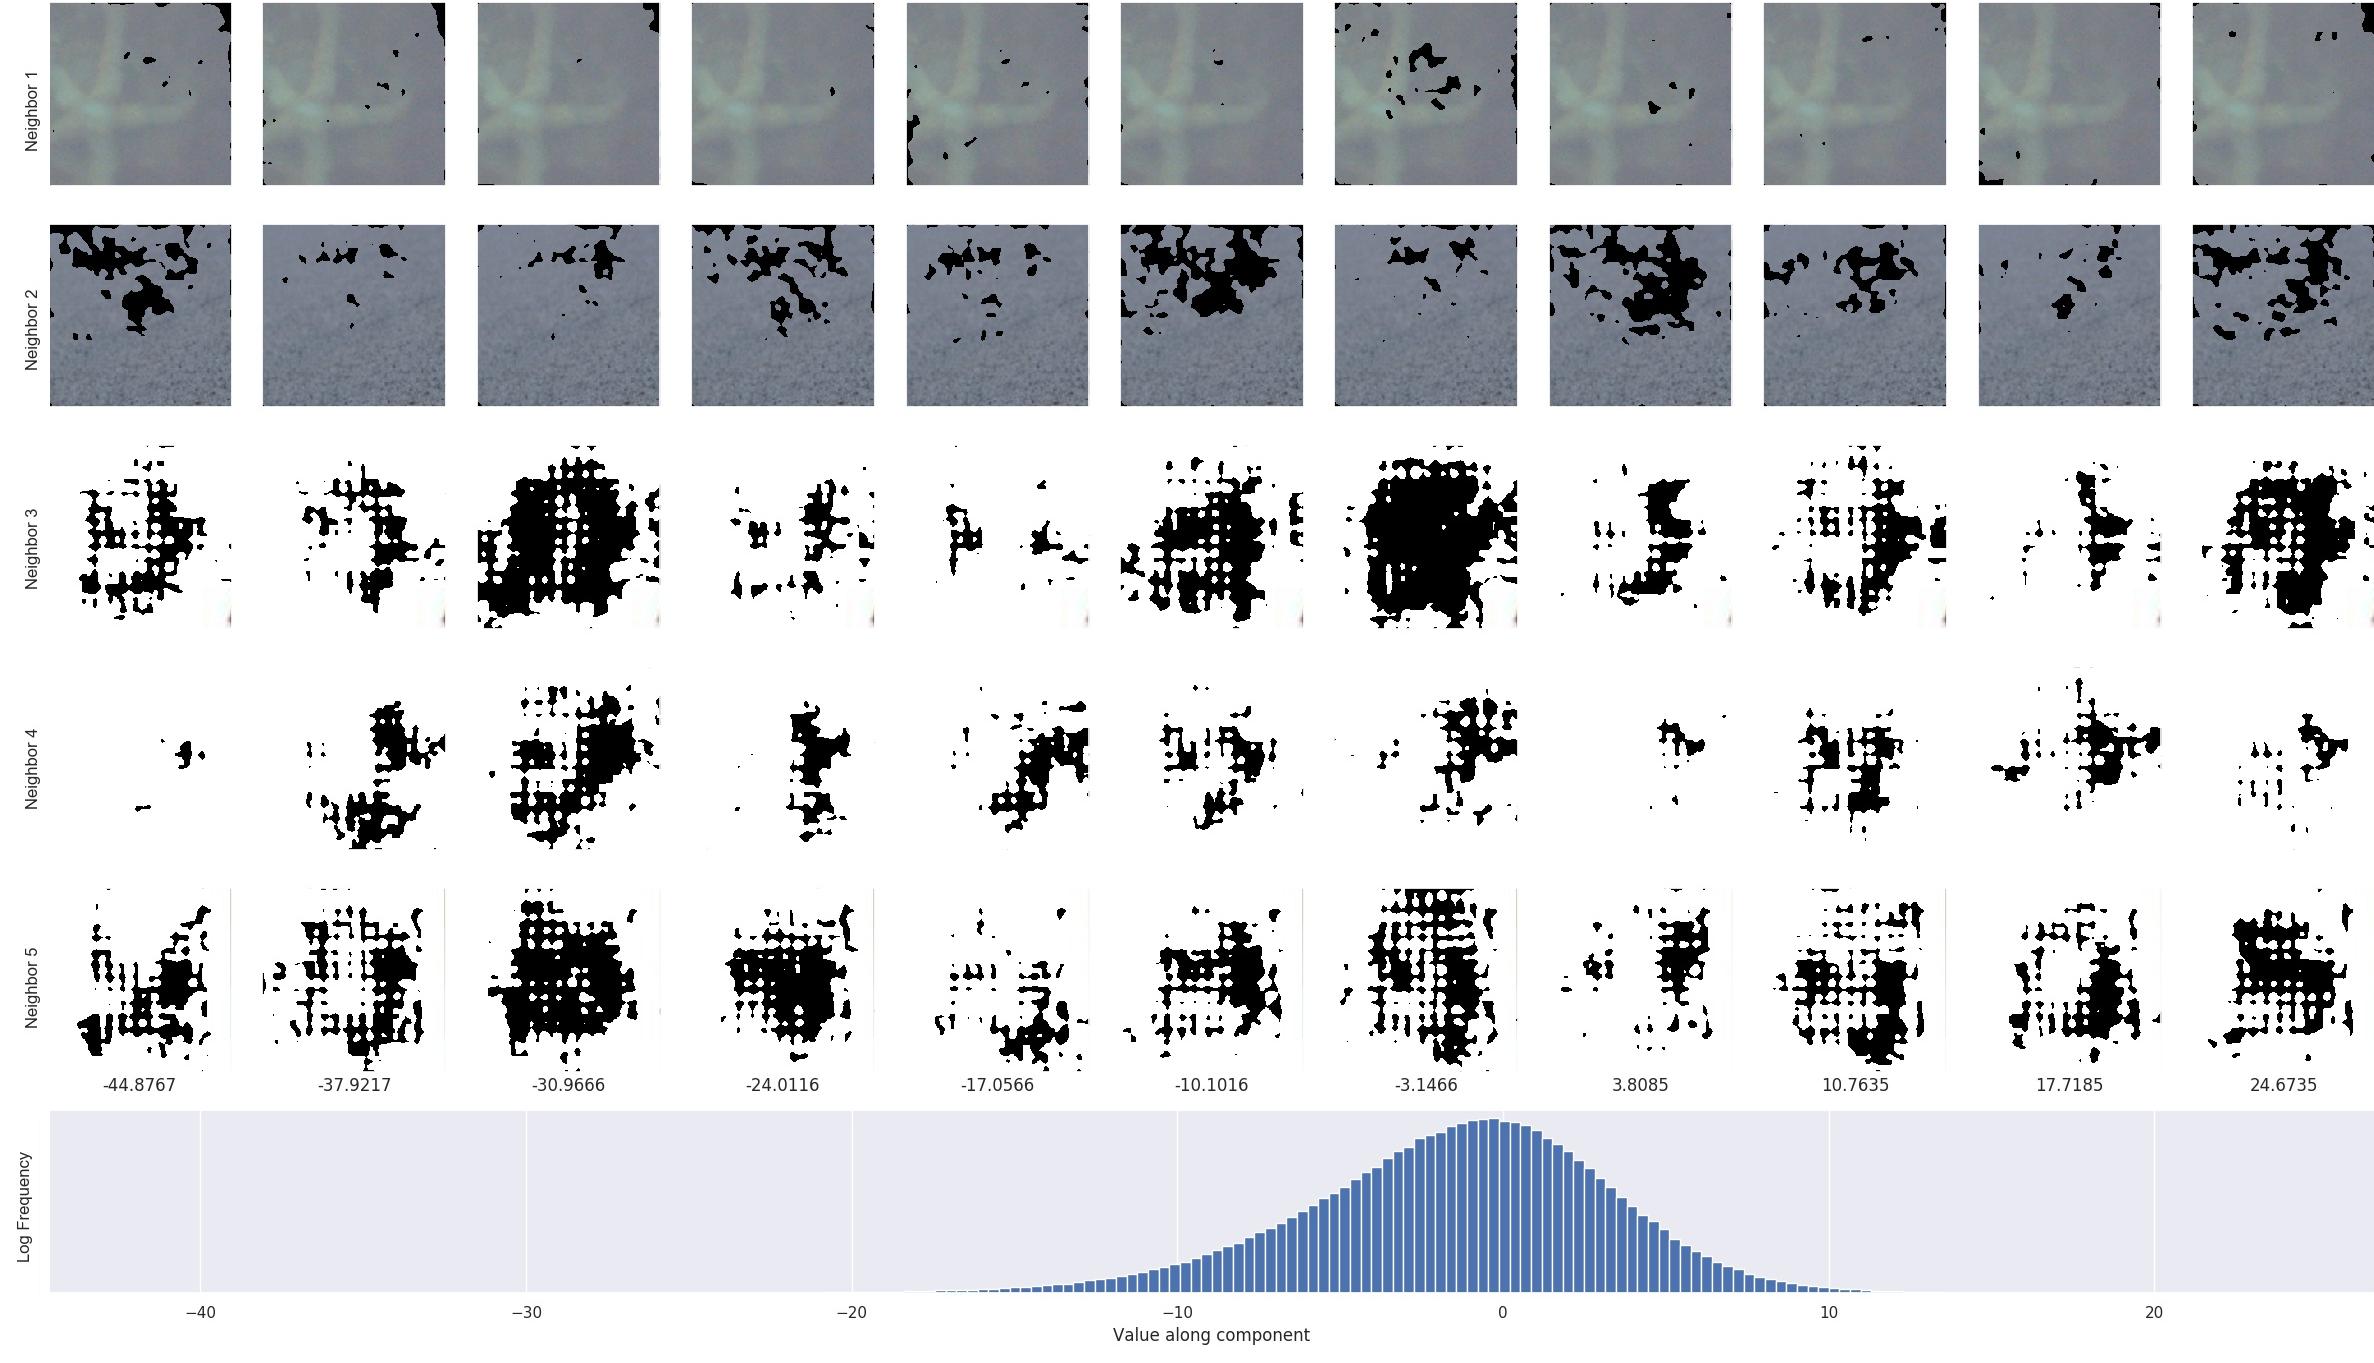 Neighbor 1
Neighbor 2
Neighbor 3
Neighbor 4
Neighbor 5
-44.8767 -37.9217 -30.9666 -24.0116 -17.0566 -10.1016 -3.1466 3.8085 10.7635 17.7185 24.6735
Log Frequency
−40 −30 −20 −10 0 10 20
Value along component